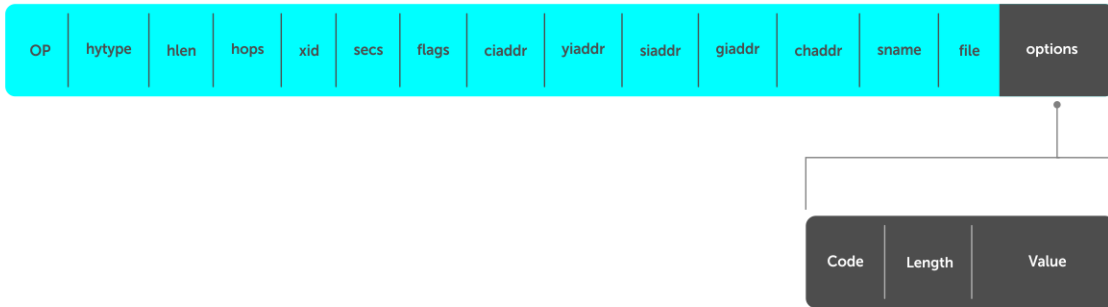 OP hytype hlen hops xid secs flags ciaddr yiaddr siaddr giaddr chaddr sname file options
Code Length Value